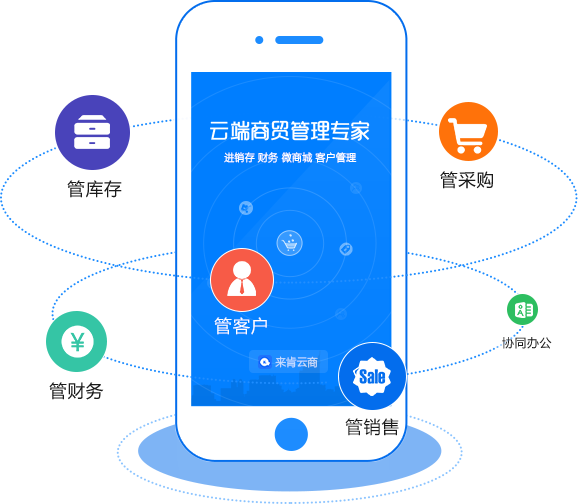 云端商贸管理专家
进销存 财务 微商城 客户管理
管库存
管采购
管客户
协同办公
来肯云商
管财务
Sale
管销售